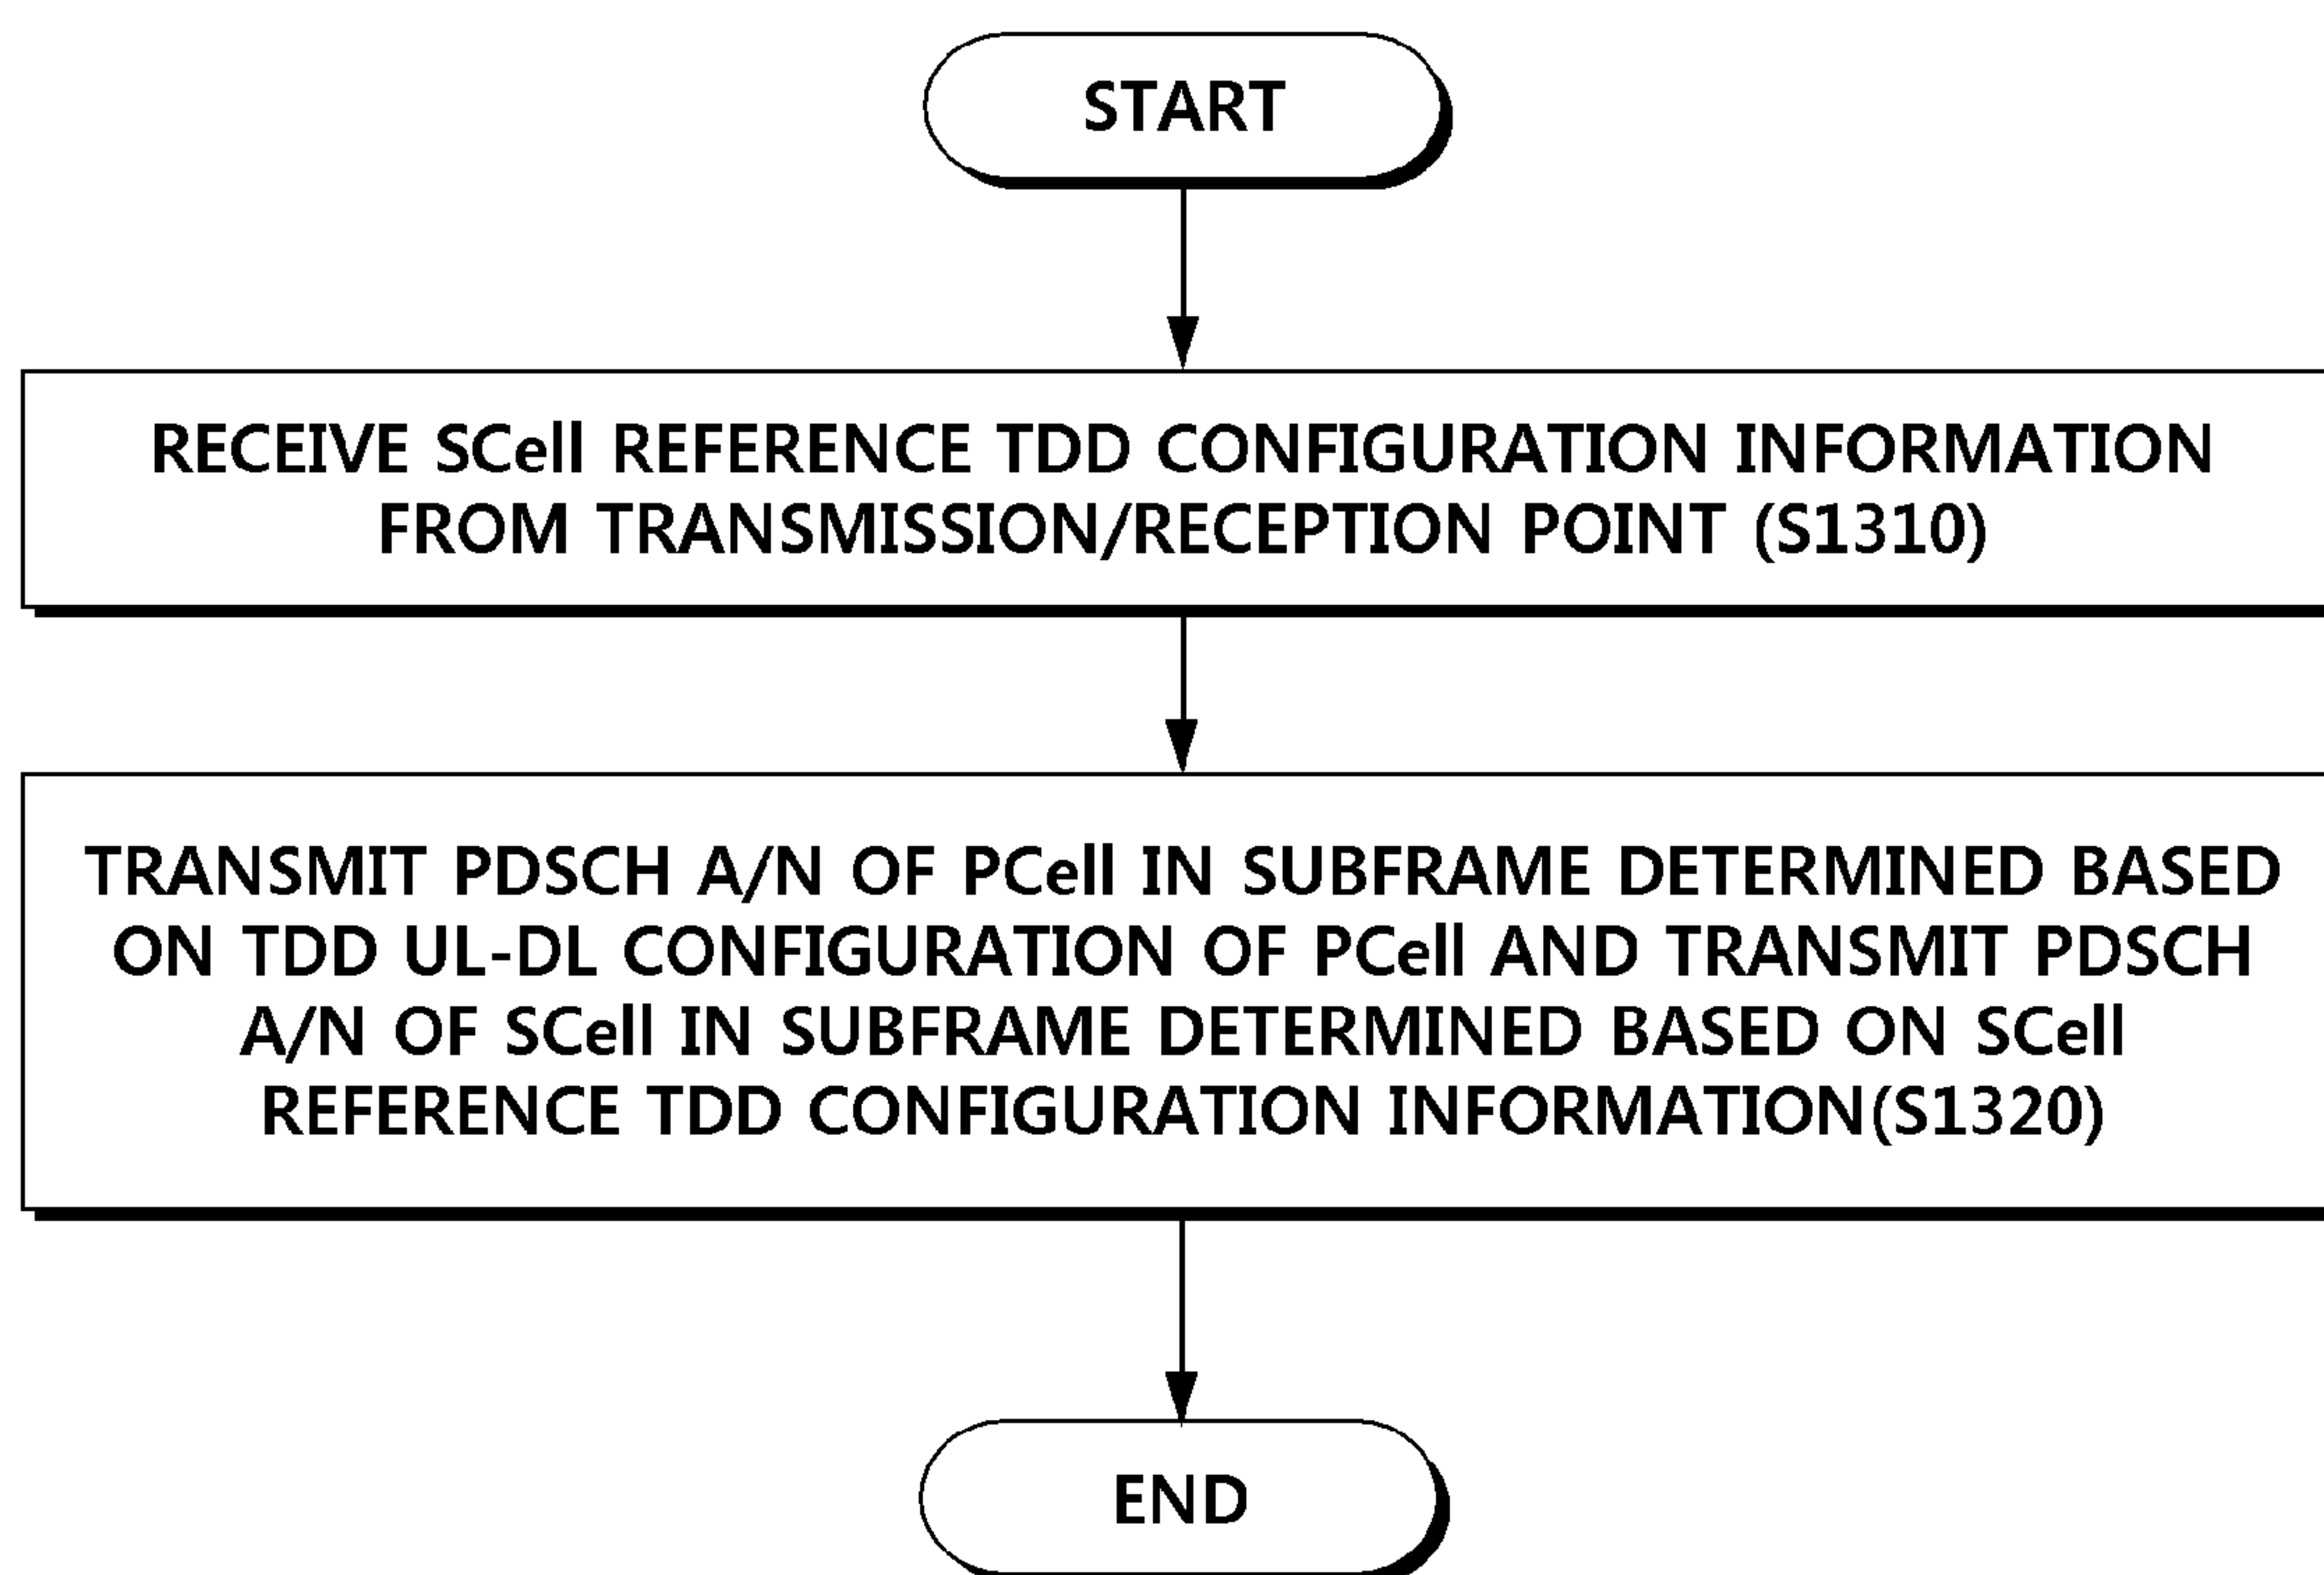 START
RECEIVE SCell REFERENCE TDD CONFIGURATION INFORMATION
FROM TRANSMISSION/RECEPTION POINT (S1310)
TRANSMIT PDSCH A/N OF PCell IN SUBFRAME DETERMINED BASED
ON TDD UL-DL CONFIGURATION OF PCell AND TRANSMIT PDSCH
A/N OF SCell IN SUBFRAME DETERMINED BASED ON SCell
REFERENCE TDD CONFIGURATION INFORMATION(S1320)
END